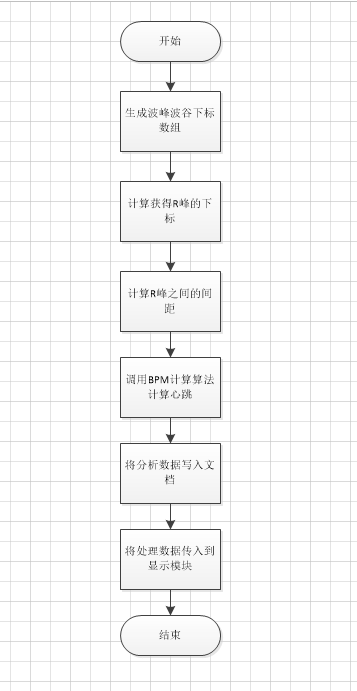 开始
生成波峰波谷下标
数组
计算获得R峰的下
标
计算R峰之间的间
距
调用BPM计算算法
计算心跳
将分析数据写入文
档
将处理数据传入到
显示模块
结束